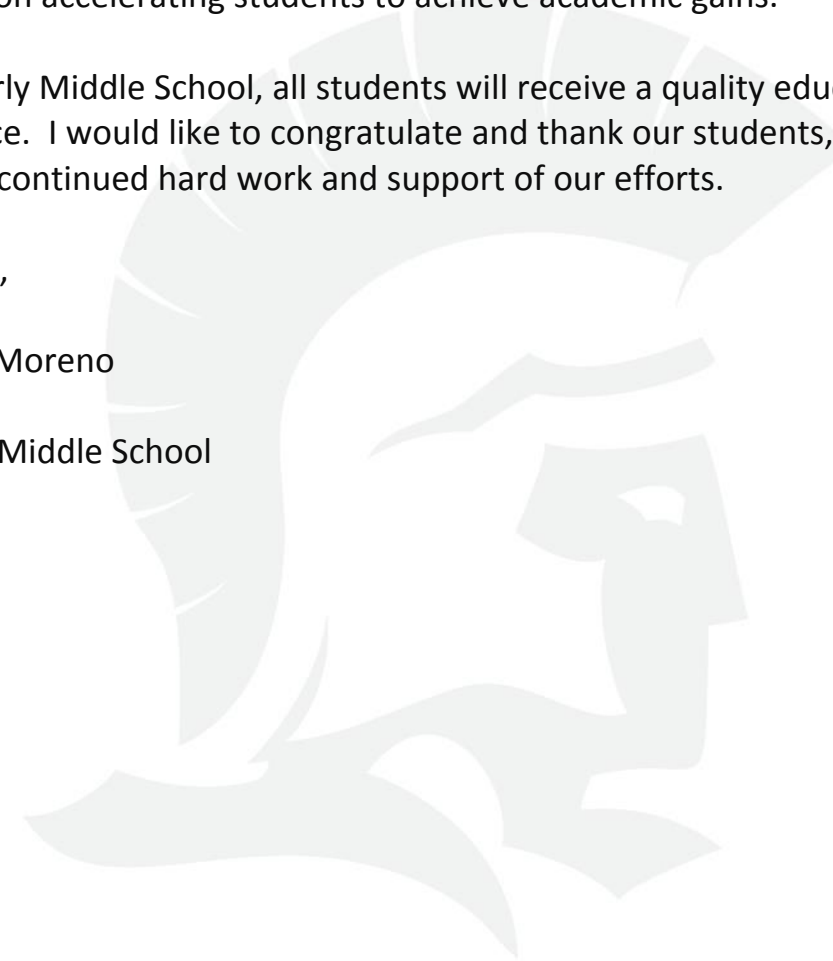 on accelerating students to achieve academic gains.
rly Middle School, all students will receive a quality edu
ce. I would like to congratulate and thank our students,
continued hard work and support of our efforts.
,
Moreno
Middle School